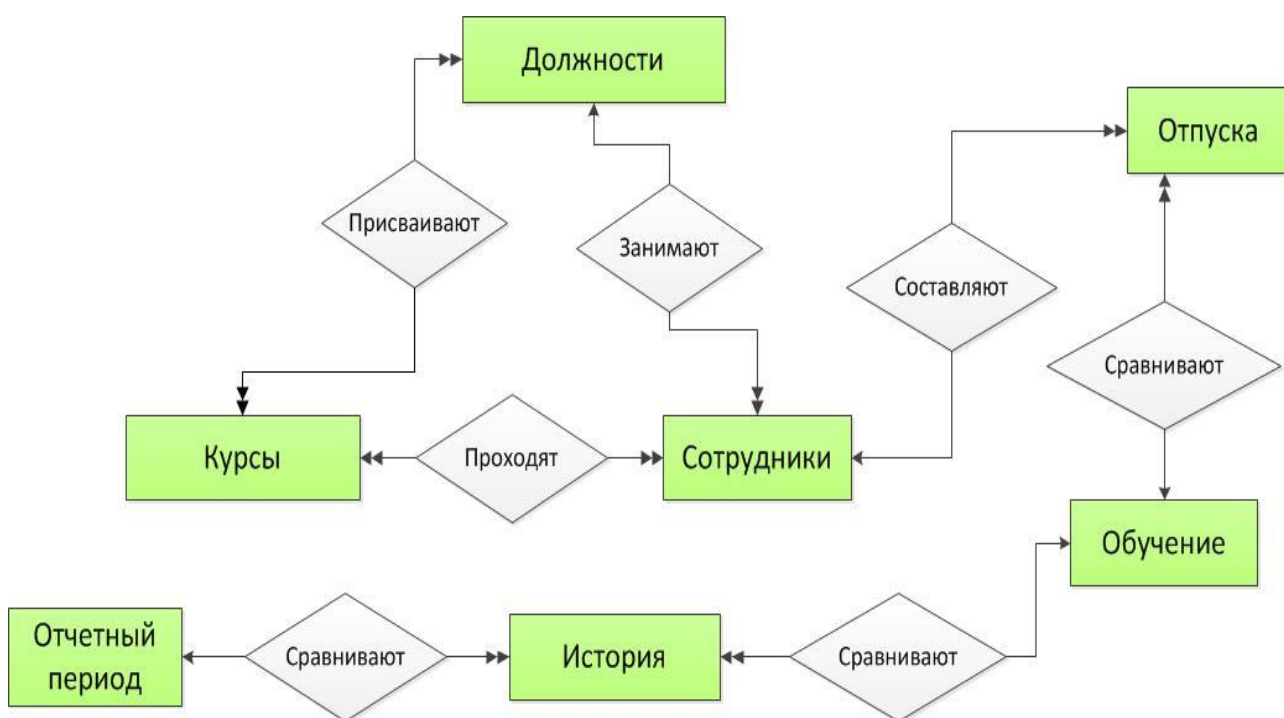 Должности
Отпуска
Присваивают
Занимают
Составляют
Сравнивают
Курсы
Проходят
Сотрудники
Обучение
Отчетный
период
Сравнивают
История
Сравнивают